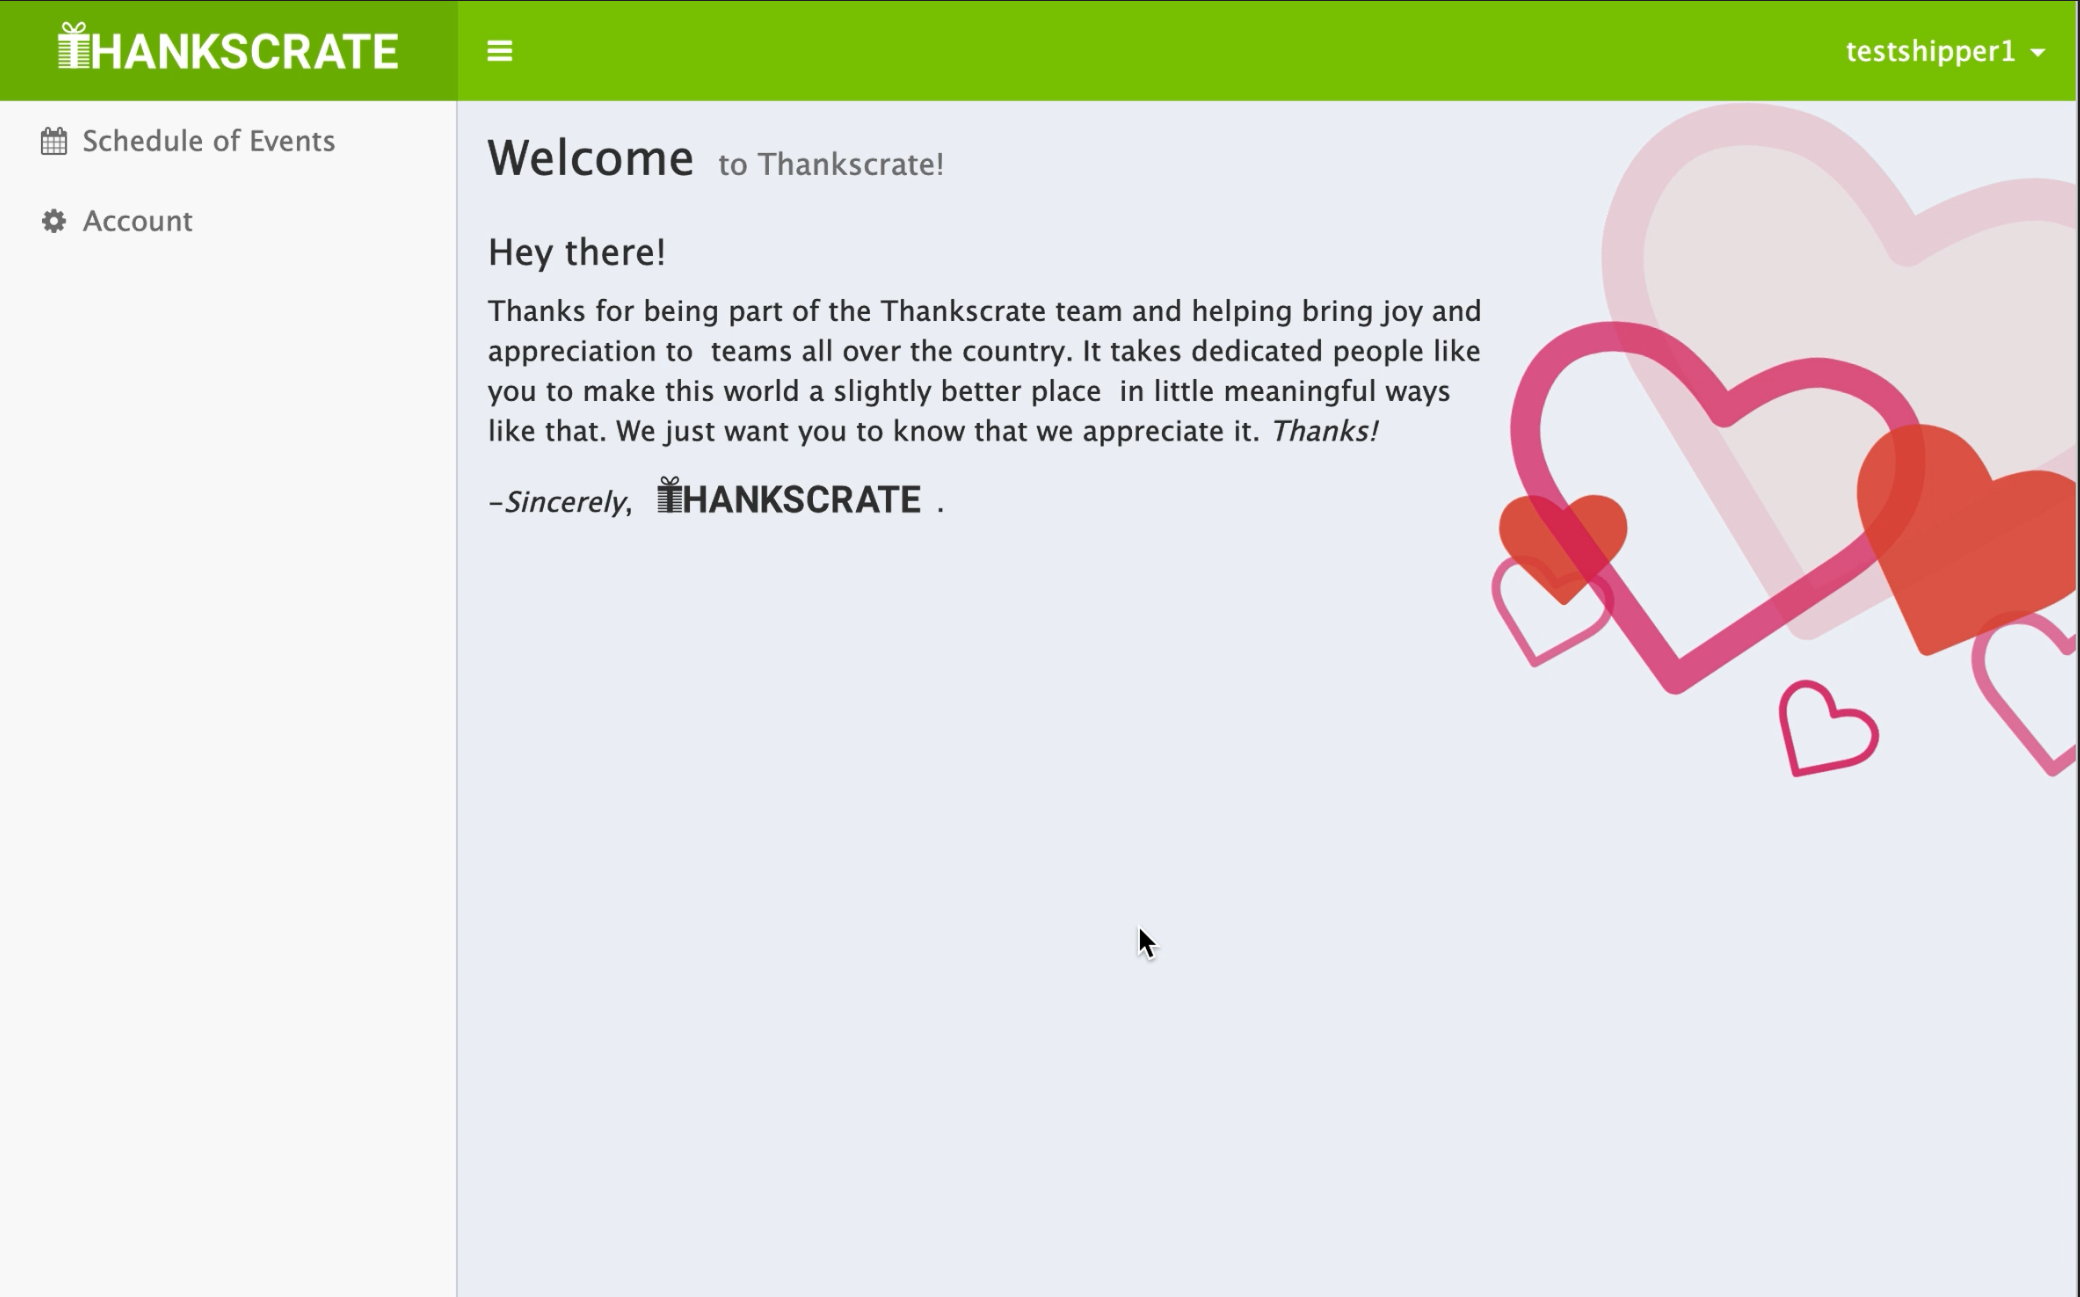 THANKSCRATE
testshipper1
Schedule of Events
Account
Welcome to Thankscrate!
Hey there!
Thanks for being part of the Thankscrate team and helping bring joy and
appreciation to  teams all over the country. It takes dedicated people like
you to make this world a slightly better place  in little meaningful ways
like that. We just want you to know that we appreciate it. Thanks!
–Sincerely, THANKSCRATE .